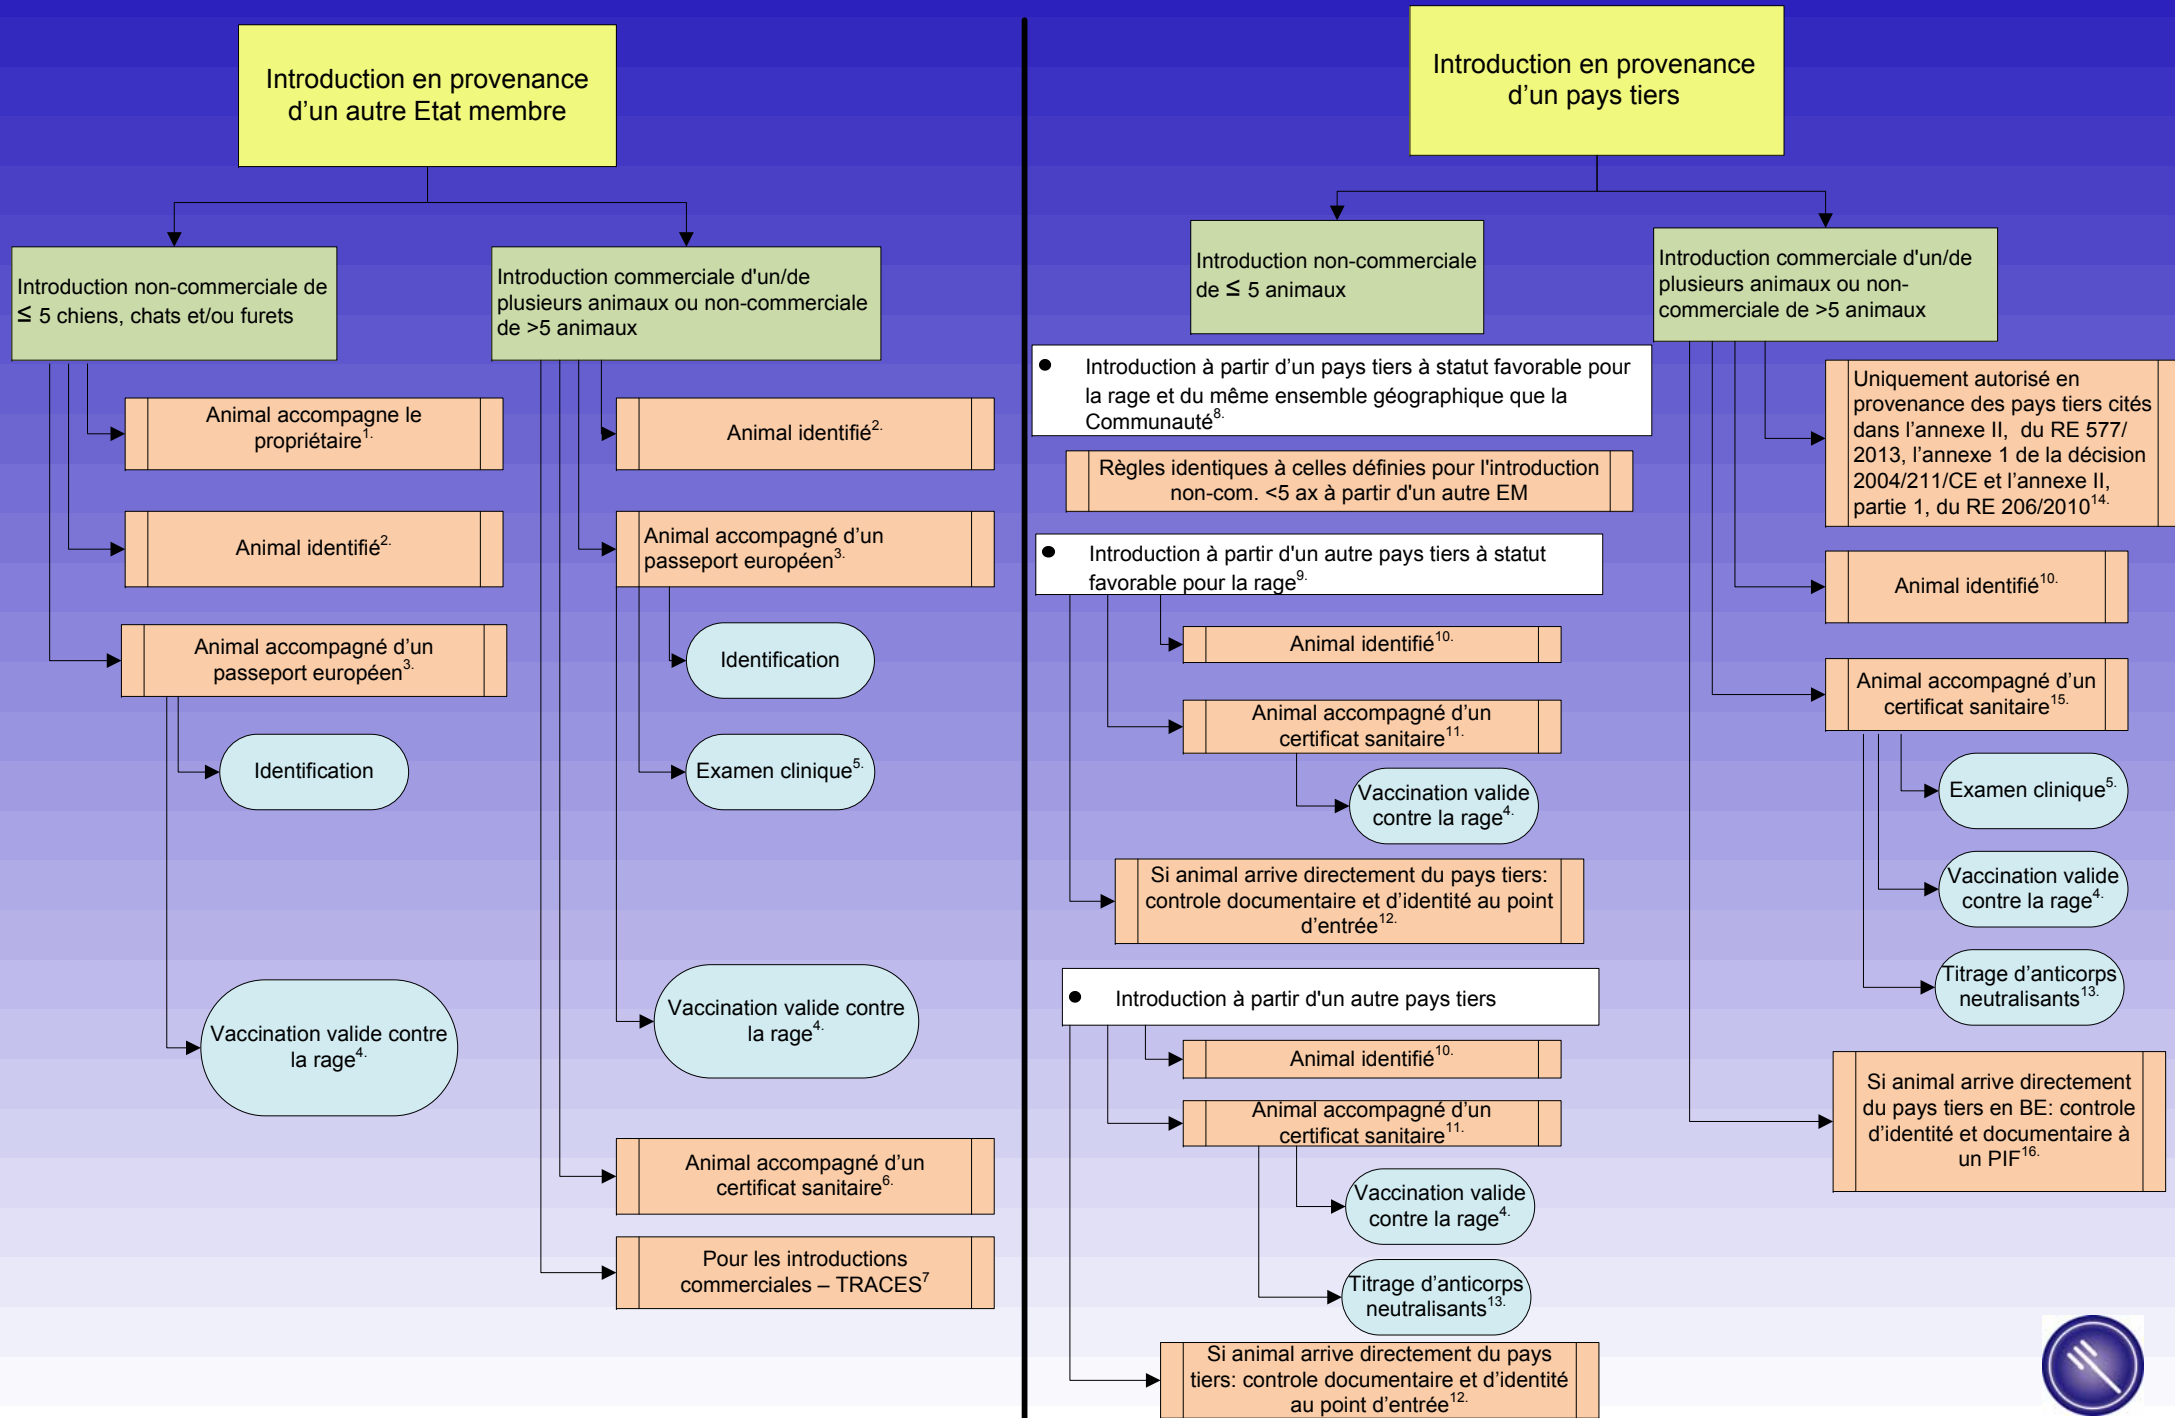 Introduction en provenance
d'un autre Etat membre
Introduction non-commerciale de
≤ 5 chiens, chats et/ou furets
Animal accompagne le
propriétaire1.
Animal identifié2.
Animal accompagné d'un
passeport européen3.
Identification
Vaccination valide contre
la rage4.
Introduction commerciale d'un/de
plusieurs animaux ou non-commerciale
de >5 animaux
Animal identifié2.
Animal accompagné d'un
passeport européen3.
Identification
Examen clinique5.
Vaccination valide contre
la rage4.
Animal accompagné d'un
certificat sanitaire6.
Pour les introductions
commerciales – TRACES7
Introduction en provenance
d'un pays tiers
Introduction non-commerciale
de ≤ 5 animaux
● Introduction à partir d'un pays tiers à statut favorable pour
la rage et du même ensemble géographique que la
Communauté8.
Règles identiques à celles définies pour l'introduction
non-com. <5 ax à partir d'un autre EM
● Introduction à partir d'un autre pays tiers à statut
favorable pour la rage9.
Animal identifié10.
Animal accompagné d'un
certificat sanitaire11.
Vaccination valide
contre la rage4.
Si animal arrive directement du pays tiers:
controle documentaire et d'identité au point
d'entrée12.
● Introduction à partir d'un autre pays tiers
Animal identifié10.
Animal accompagné d'un
certificat sanitaire11.
Vaccination valide
contre la rage4.
Titrage d'anticorps
neutralisants13.
Si animal arrive directement du pays
tiers: controle documentaire et d'identité
au point d'entrée12.
Introduction commerciale d'un/de
plusieurs animaux ou non-
commerciale de >5 animaux
Uniquement autorisé en
provenance des pays tiers cités
dans l'annexe II, du RE 577/
2013, l'annexe 1 de la décision
2004/211/CE et l'annexe II,
partie 1, du RE 206/201014.
Animal identifié10.
Animal accompagné d'un
certificat sanitaire15.
Examen clinique5.
Vaccination valide
contre la rage4.
Titrage d'anticorps
neutralisants13.
Si animal arrive directement
du pays tiers en BE: controle
d'identité et documentaire à
un PIF16.